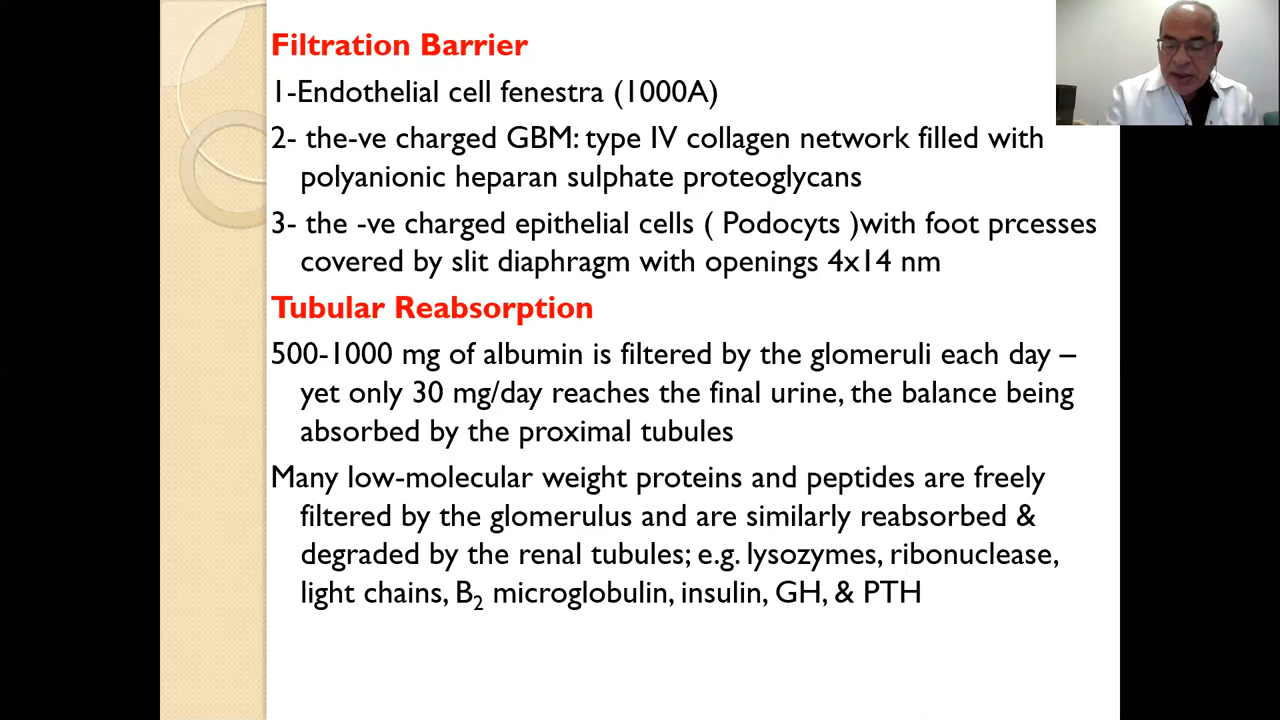 Filtration Barrier
1-Endothelial cell fenestra (1000A)
2- the-ve charged GBM: type IV collagen network filled with
polyanionic heparan sulphate proteoglycans
3- the -ve charged epithelial cells ( Podocyts )with foot prcesses
covered by slit diaphragm with openings 4x14 nm
Tubular Reabsorption
500-1000 mg of albumin is filtered by the glomeruli each day –
yet only 30 mg/day reaches the final urine, the balance being
absorbed by the proximal tubules
Many low-molecular weight proteins and peptides are freely
filtered by the glomerulus and are similarly reabsorbed &
degraded by the renal tubules; e.g. lysozymes, ribonuclease,
light chains, B₂ microglobulin, insulin, GH, & PTH